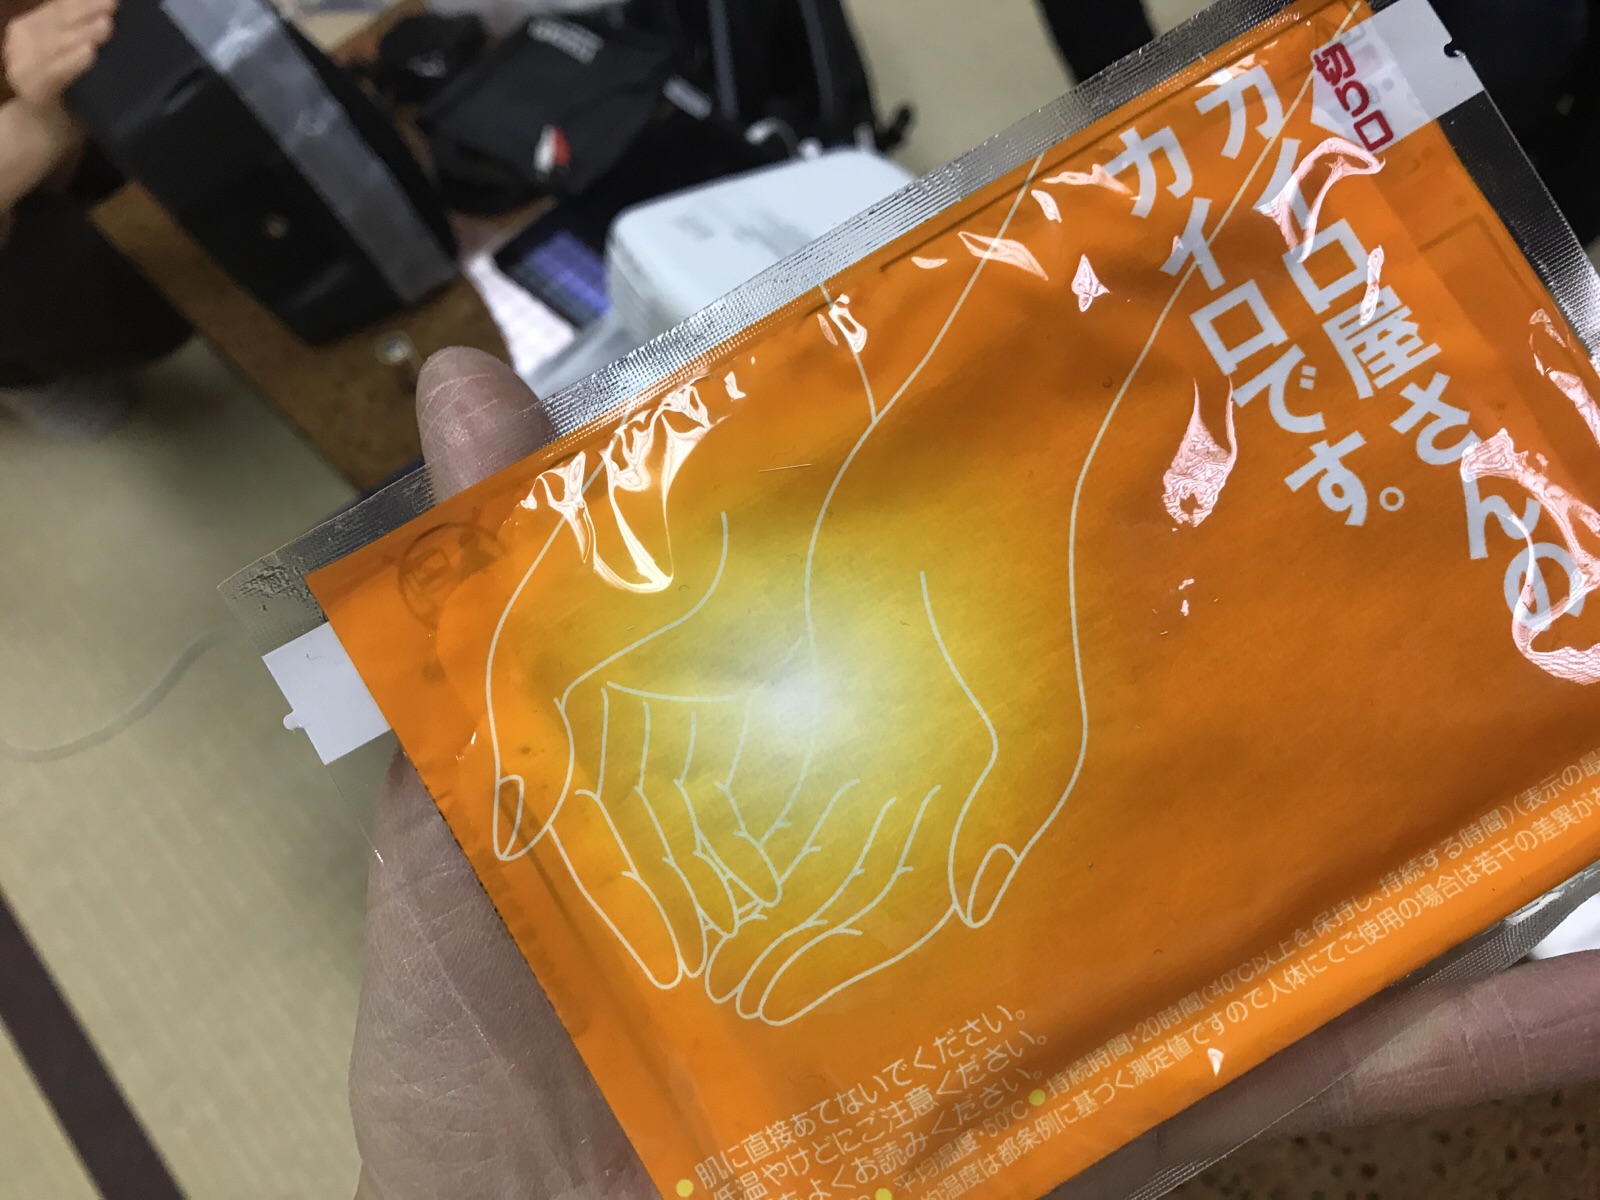 切り口
カイロ屋さんの
カイロです。
肌に直接あてないでください。
低温やけどにご注意ください。
よくお読みください。
平均温度・50℃ ●持続時間・20時間(40℃以上を保持し、持続する時間)(表示の最
均温度は都条例に基づく測定値ですので人体にてご使用の場合は若干の差異が